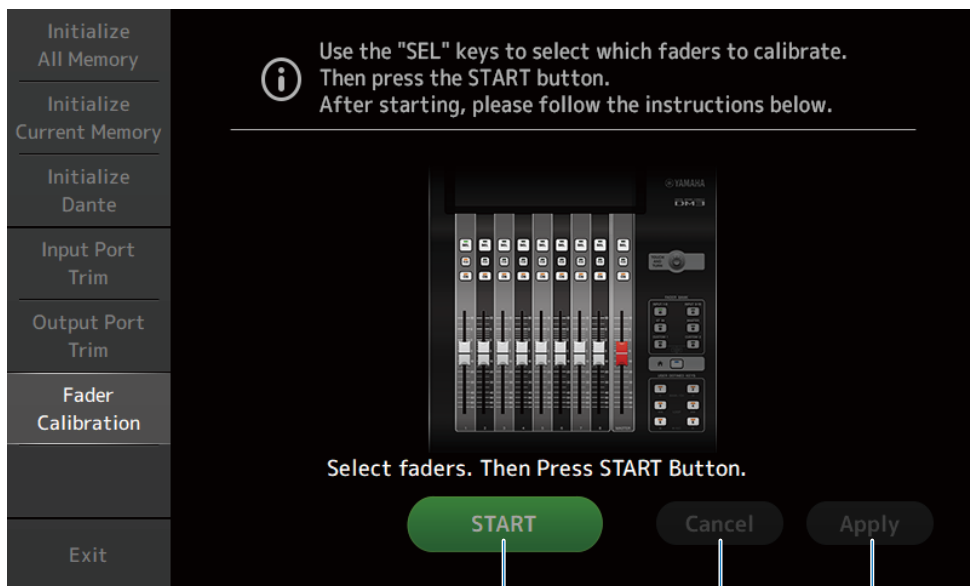 Initialize
All Memory
Initialize
Current Memory
Initialize
Dante
Input Port
Trim
Output Port
Trim
Fader
Calibration
Exit
Use the "SEL" keys to select which faders to calibrate.
Then press the START button.
After starting, please follow the instructions below.
YAMAHA
DM3
Select faders. Then Press START Button.
START
Cancel
Apply